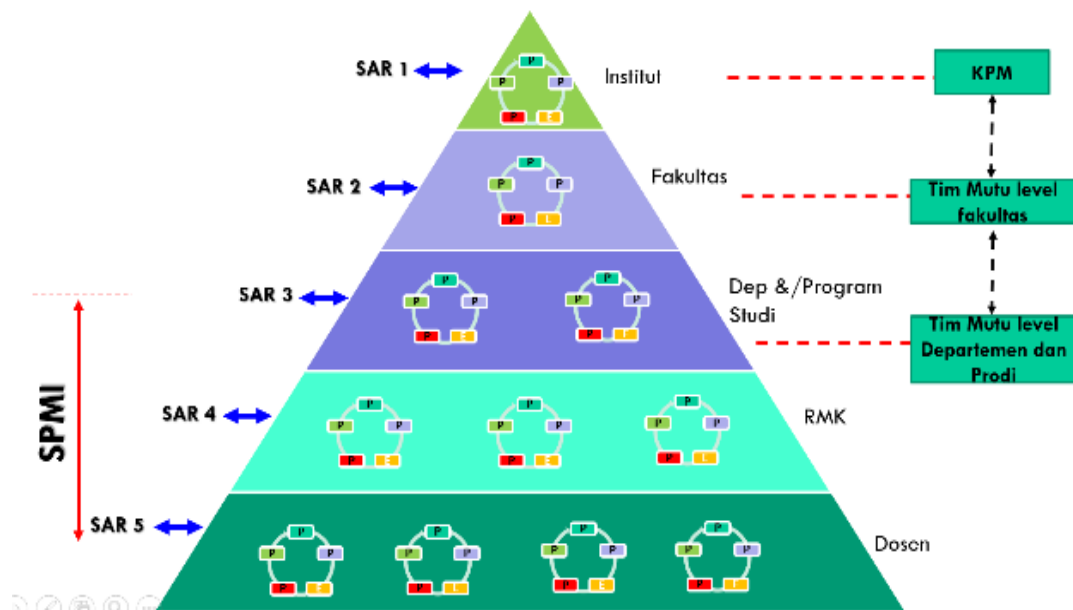 SAR 1
Institut
KPM
P
P
P
P
E
SAR 2
Fakultas
Tim Mutu level
fakultas
P
P
P
P
L
SAR 3
Dep &/Program
Studi
Tim Mutu level
Departemen dan
Prodi
P
P
P
P
E
P
P
P
P
SPMI
SAR 4
RMK
P
P
P
P
E
P
P
P
P
E
P
P
P
P
L
SAR 5
Dosen
P
P
P
P
E
P
P
P
P
L
P
P
P
P
E
P
P
P
P
L